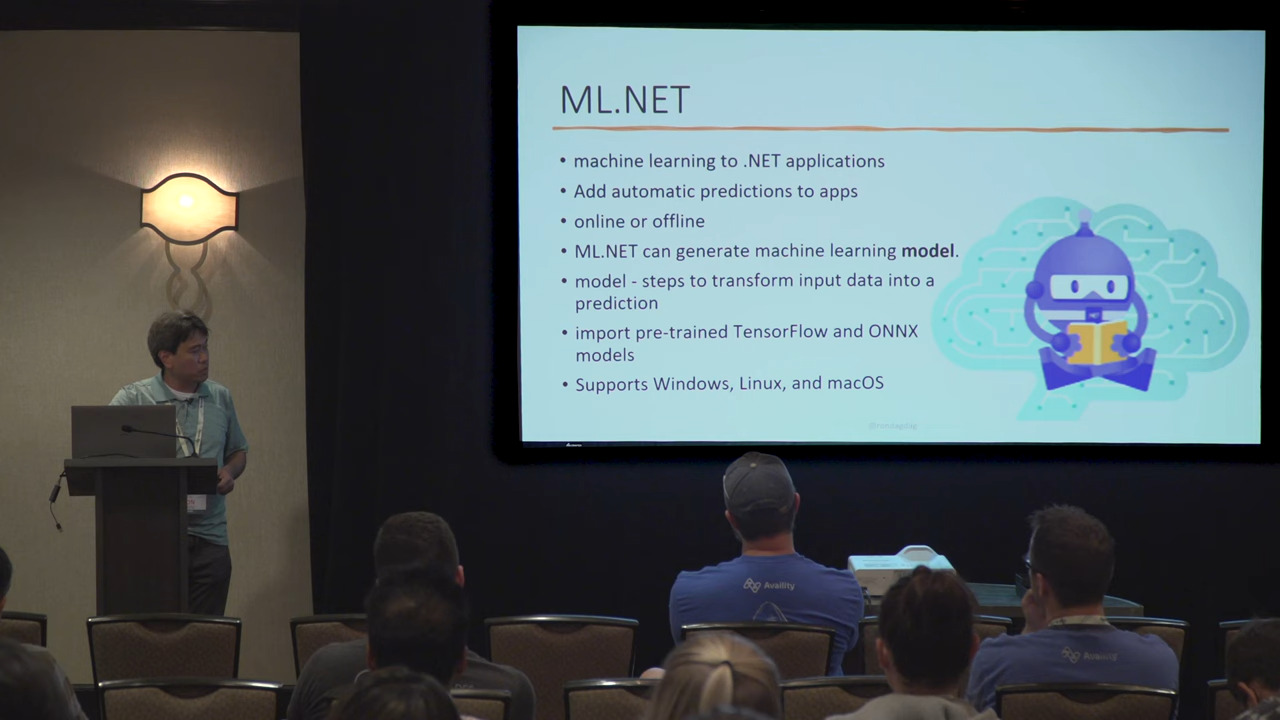 ML.NET
• machine learning to .NET applications
• Add automatic predictions to apps
• online or offline
• ML.NET can generate machine learning model.
• model - steps to transform input data into a
prediction
• import pre-trained TensorFlow and ONNX
models
• Supports Windows, Linux, and macOS
Availity
Availity